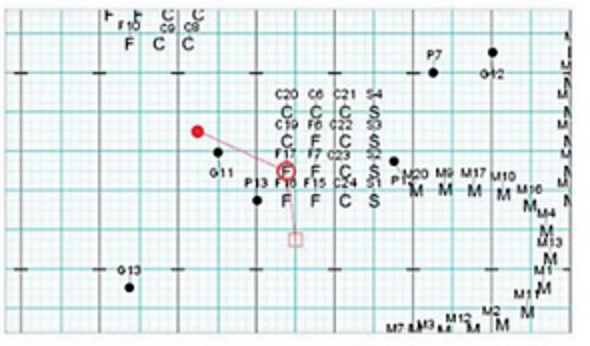 F F C C
F10 C9 C8
F C C
P7
G12
C20 C6 C21 S4
C C C S
C19 F6 C22 S3
C F C S
F17 F7 C23 S2
F F C S
G11
P13 F16 F15 C24 S1
F F C S
M20 M9 M17 M10 M16
M M M M M
M4
M
M13
M
G13
M1
M
M11
M
M7 M3 M12 M2
M M M M